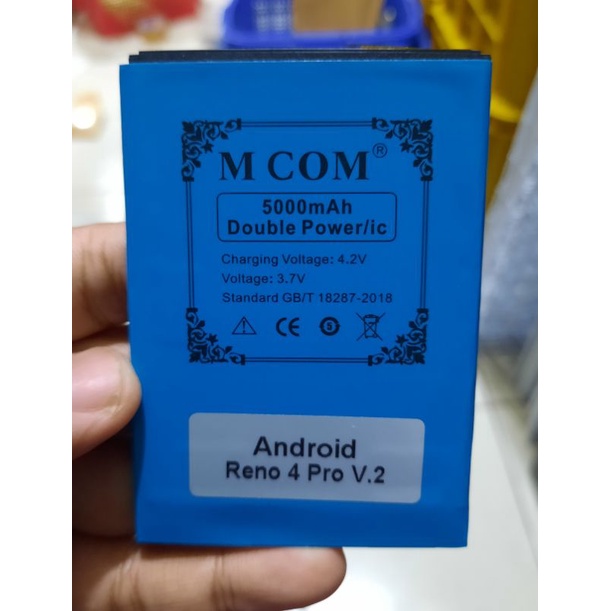 M COM®
5000mAh
Double Power/ic
Charging Voltage: 4.2V
Voltage: 3.7V
Standard GB/T 18287-2018
CE
Android
Reno 4 Pro V.2